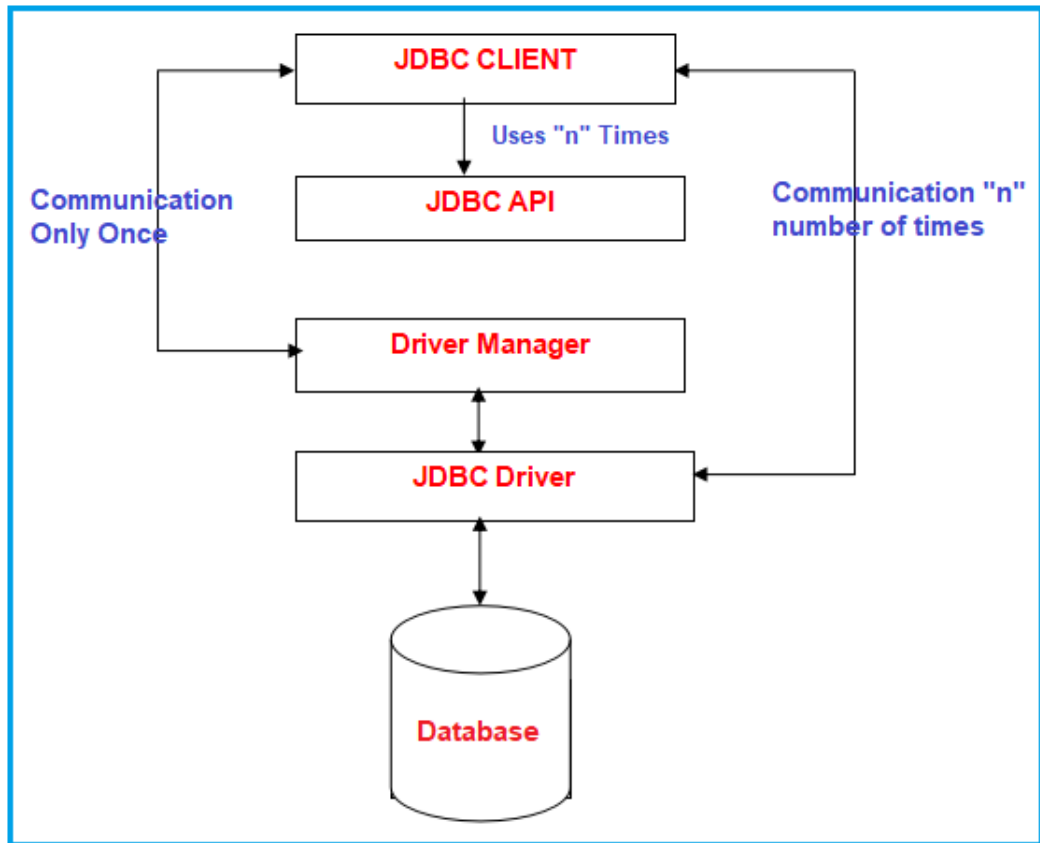 JDBC CLIENT
Uses "n" Times
JDBC API
Communication
Only Once
Communication "n"
number of times
Driver Manager
JDBC Driver
Database